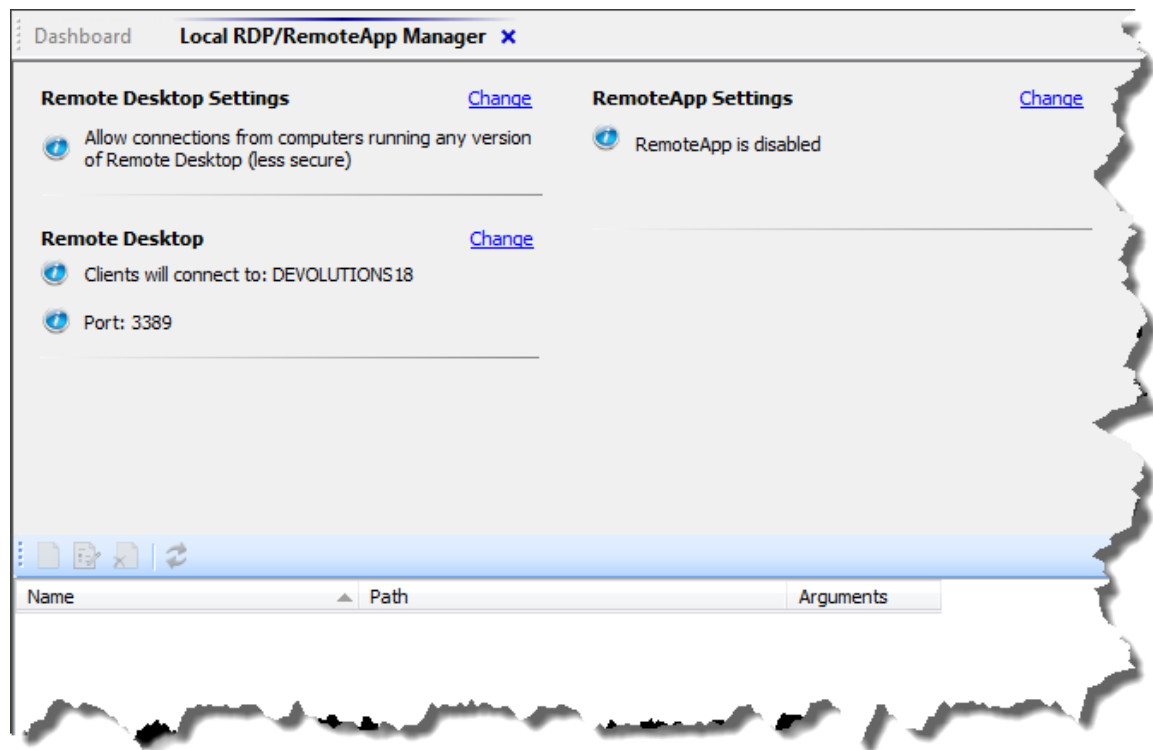 Dashboard Local RDP/RemoteApp Manager
Remote Desktop Settings Change
Allow connections from computers running any version
of Remote Desktop (less secure)
RemoteApp Settings Change
RemoteApp is disabled
Remote Desktop Change
Clients will connect to: DEVOLUTIONS18
Port: 3389
Name Path Arguments